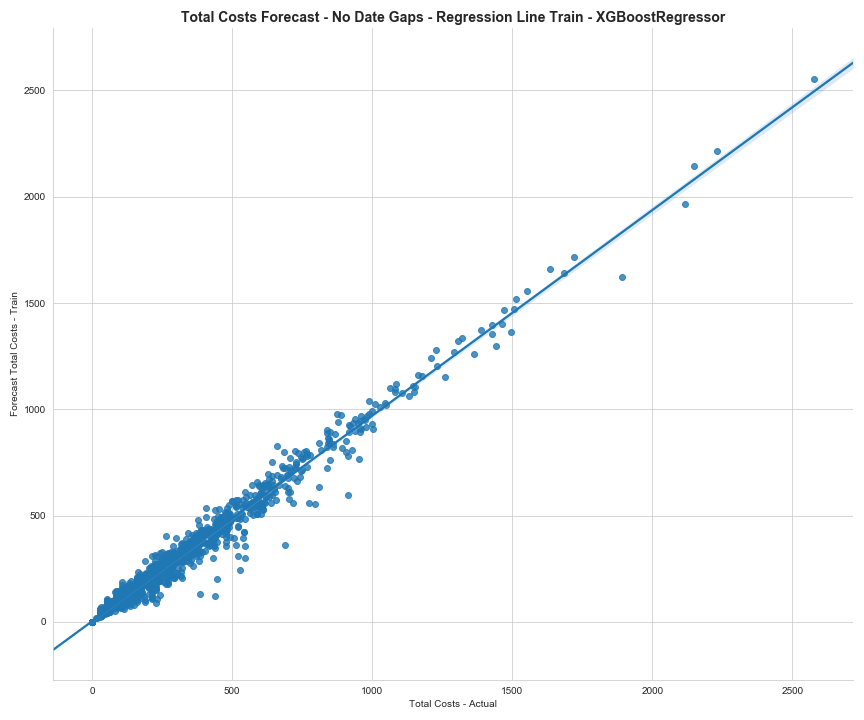 Total Costs Forecast - No Date Gaps - Regression Line Train - XGBoostRegressor
2500
2000
1500
1000
500
0
Forecast Total Costs - Train
0 500 1000 1500 2000 2500
Total Costs - Actual